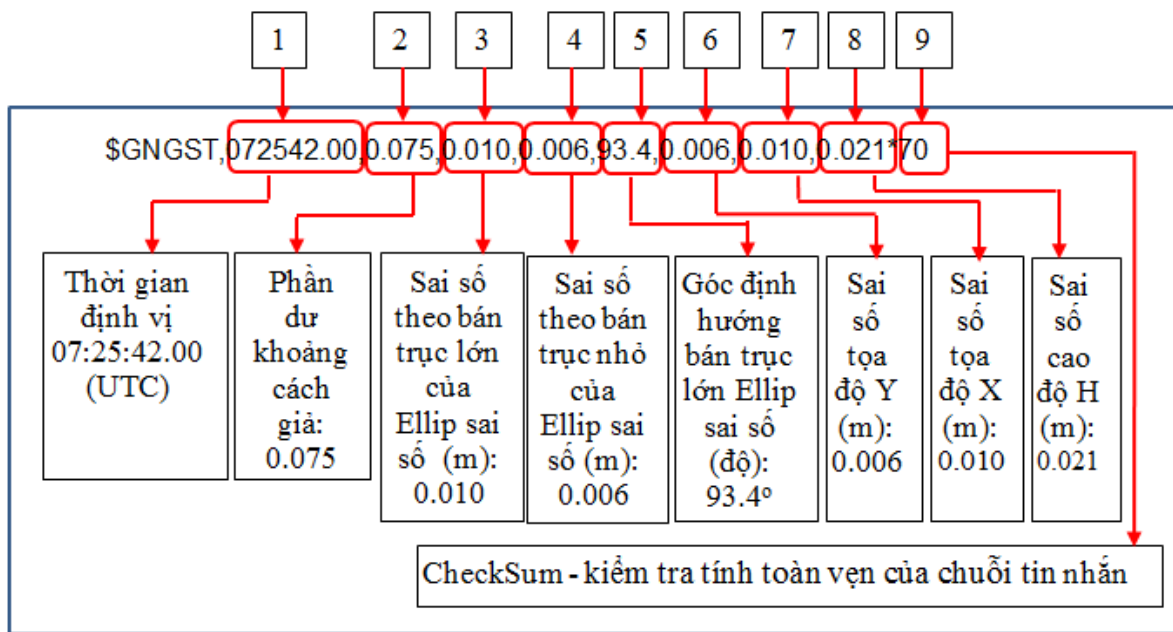 1 2 3 4 5 6 7 8 9
$GNGST,072542.00,0.075,0.010,0.006,93.4,0.006,0.010,0.021*70
Thời gian
định vị
07:25:42.00
(UTC)
Phần
dư
khoảng
cách
giả:
0.075
Sai số
theo bán
trục lớn
của
Ellip sai
số (m):
0.010
Sai số
theo bán
trục nhỏ
của
Ellip sai
số (m):
0.006
Góc định
hướng
bán trục
lớn Ellip
sai số
(độ):
93.4º
Sai
số
tọa
độ Y
(m):
0.006
Sai
số
tọa
độ X
(m):
0.010
Sai
số
cao
độ H
(m):
0.021
CheckSum - kiểm tra tính toàn vẹn của chuỗi tin nhắn